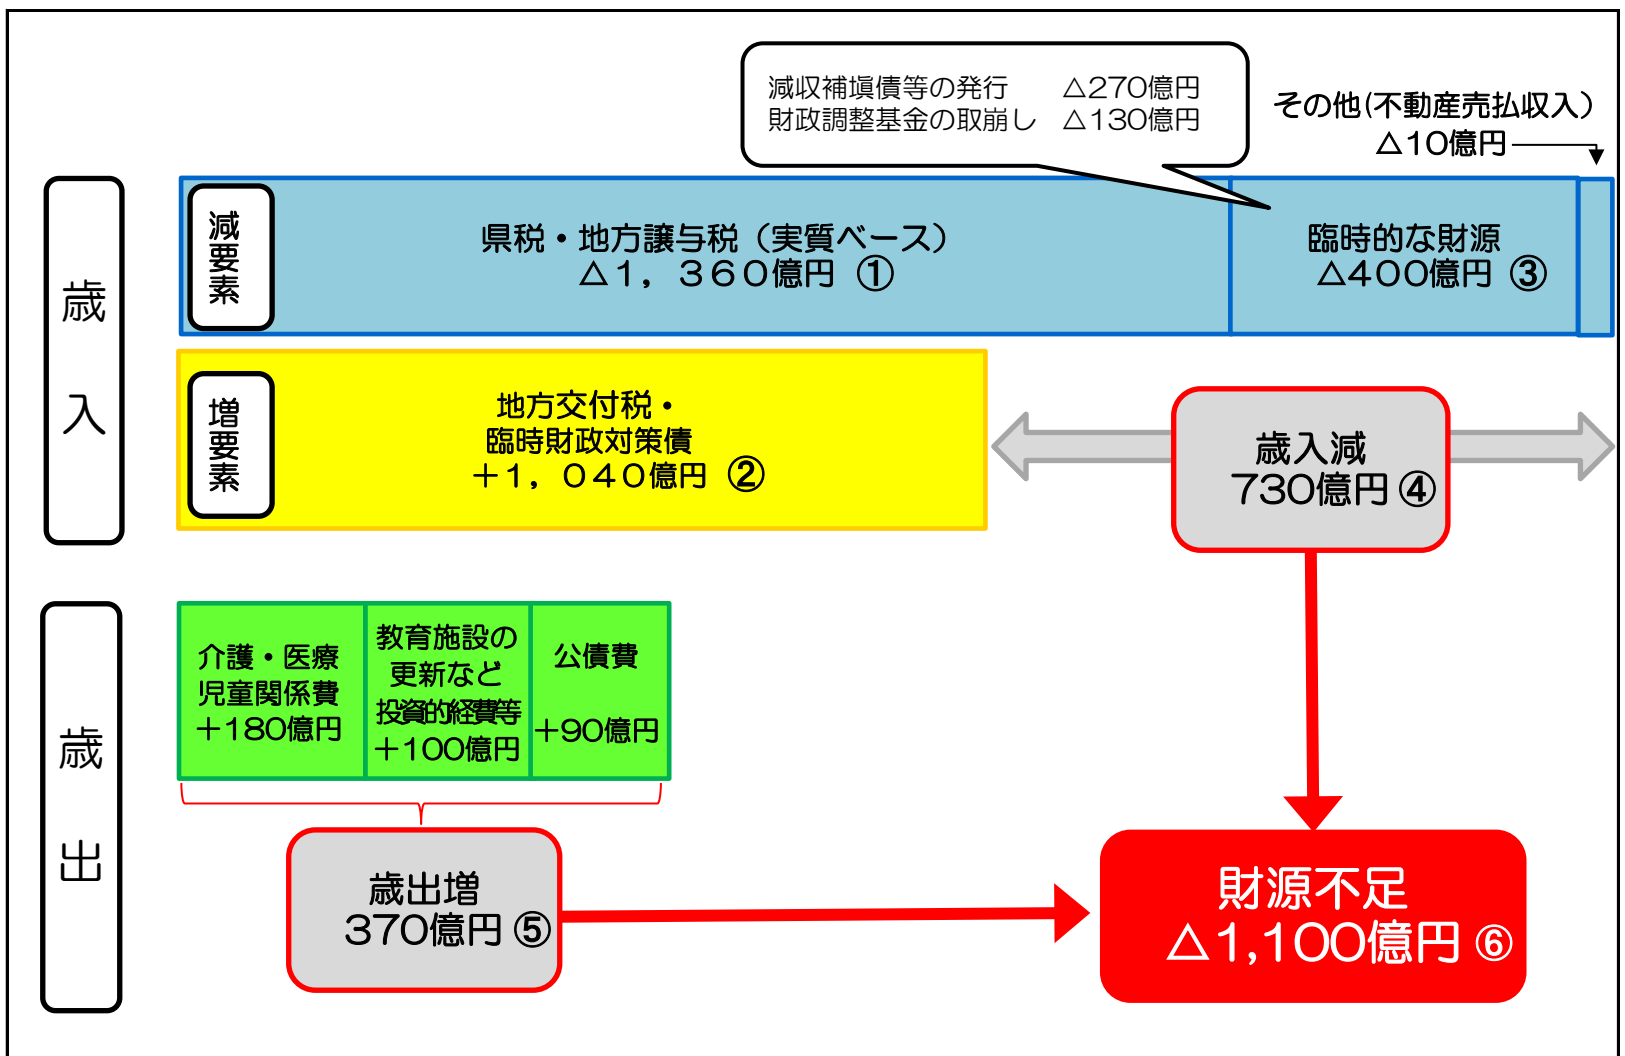 減収補塡債等の発行　　△270億円
財政調整基金の取崩し　△130億円
その他(不動産売払収入)
△10億円
歳入
減要素
県税・地方譲与税（実質ベース）
△１，３６０億円 ①
臨時的な財源
△400億円 ③
増要素
地方交付税・
臨時財政対策債
＋１，０４０億円 ②
歳入減
730億円 ④
歳出
介護・医療
児童関係費
＋180億円
教育施設の
更新など
投資的経費等
＋100億円
公債費
＋90億円
歳出増
370億円 ⑤
財源不足
△1,100億円 ⑥